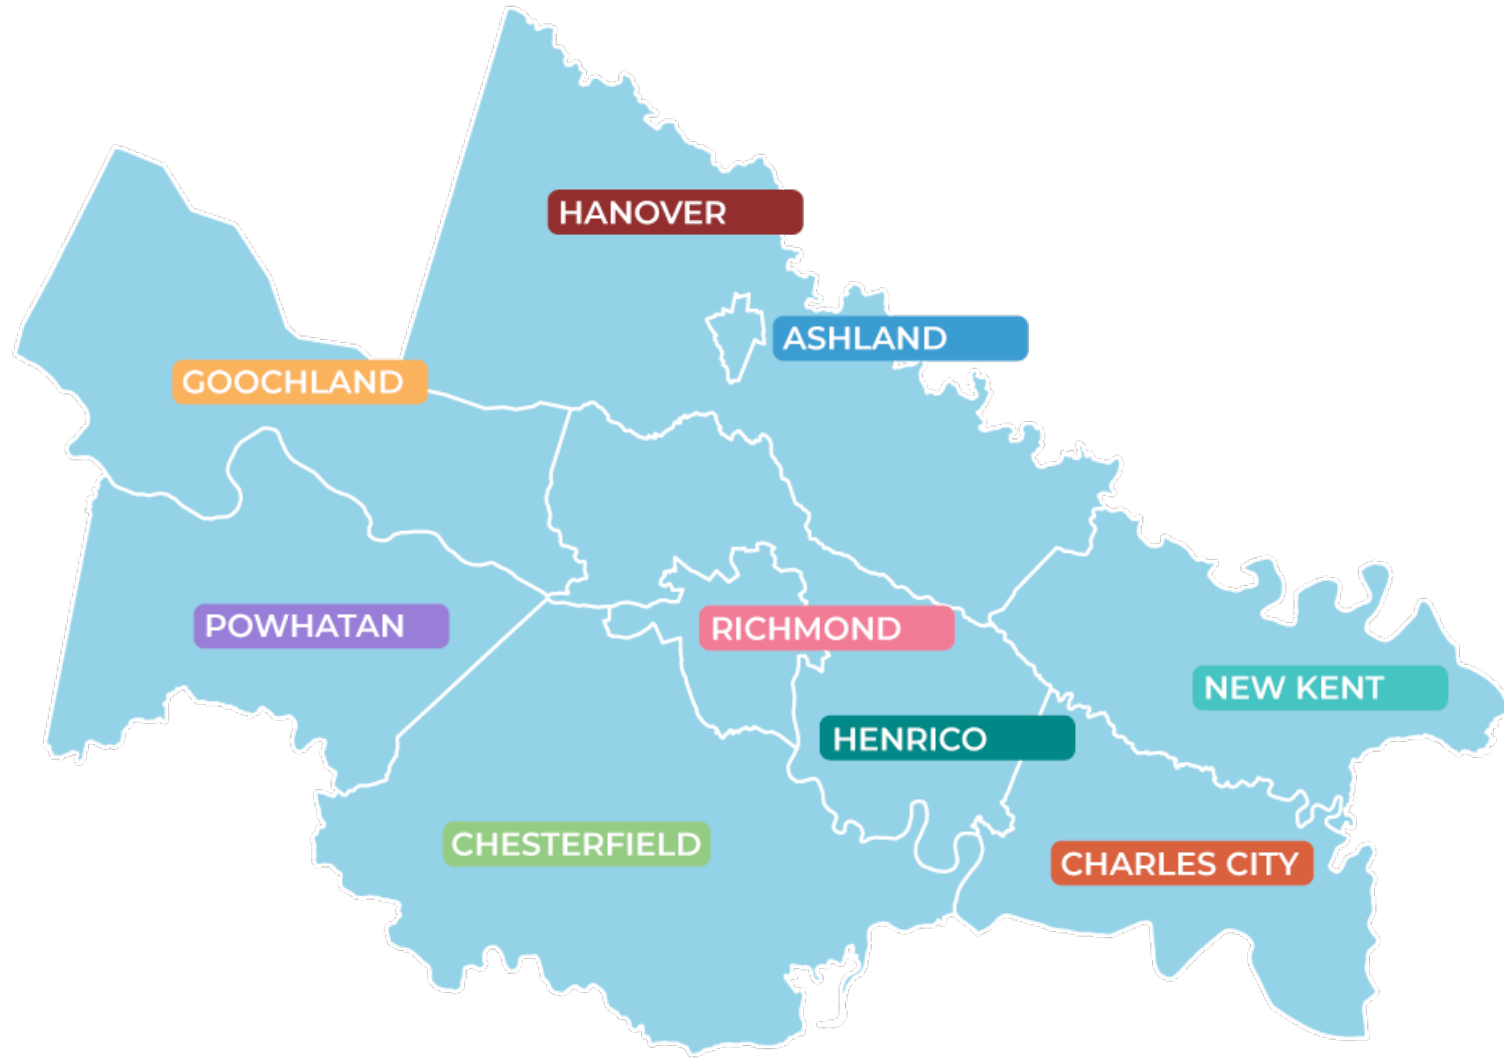 HANOVER
ASHLAND
GOOCHLAND
POWHATAN
RICHMOND
NEW KENT
HENRICO
CHESTERFIELD
CHARLES CITY